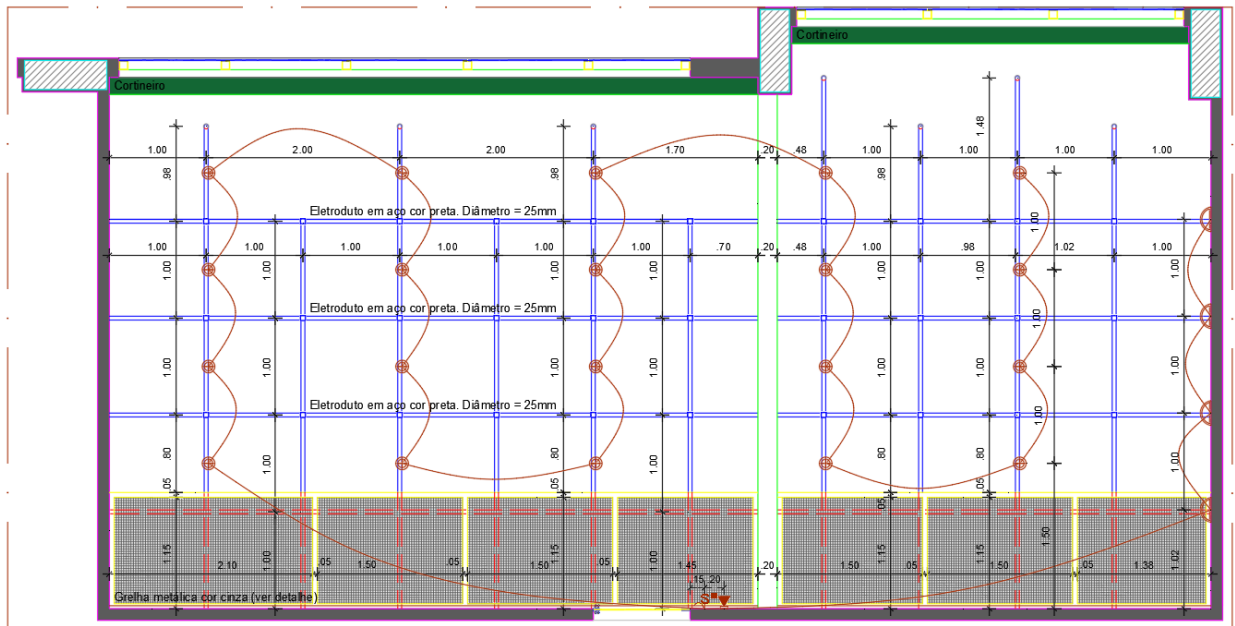 Cortineiro
Cortineiro
1.48
1.00 2.00 2.00 1.70 .20 .48 1.00 1.00 1.00 1.00
.98 .98 .98
Eletroduto em aço cor preta. Diâmetro = 25mm
1.00
1.00 1.00 1.00 1.00 1.00 1.00 .70 .20 .48 1.00 .98 1.02 1.00
1.00 1.00 1.00 1.00 1.00 1.00 1.00
Eletroduto em aço cor preta. Diâmetro = 25mm
1.00
1.00 1.00 1.00 1.00 1.00 1.00 1.00
Eletroduto em aço cor preta. Diâmetro = 25mm
1.00
.80 1.00 .80 1.00 .80 .80 1.00
.05 .05 .05 .05
1.15 1.00 1.15 1.00 1.15 1.15 1.50 1.02
2.10 .05 1.50 .05 1.50 .05 1.45 .20 1.50 .05 1.50 .05 1.38
.15 .20
Grelha metálica cor cinza (ver detalhe)